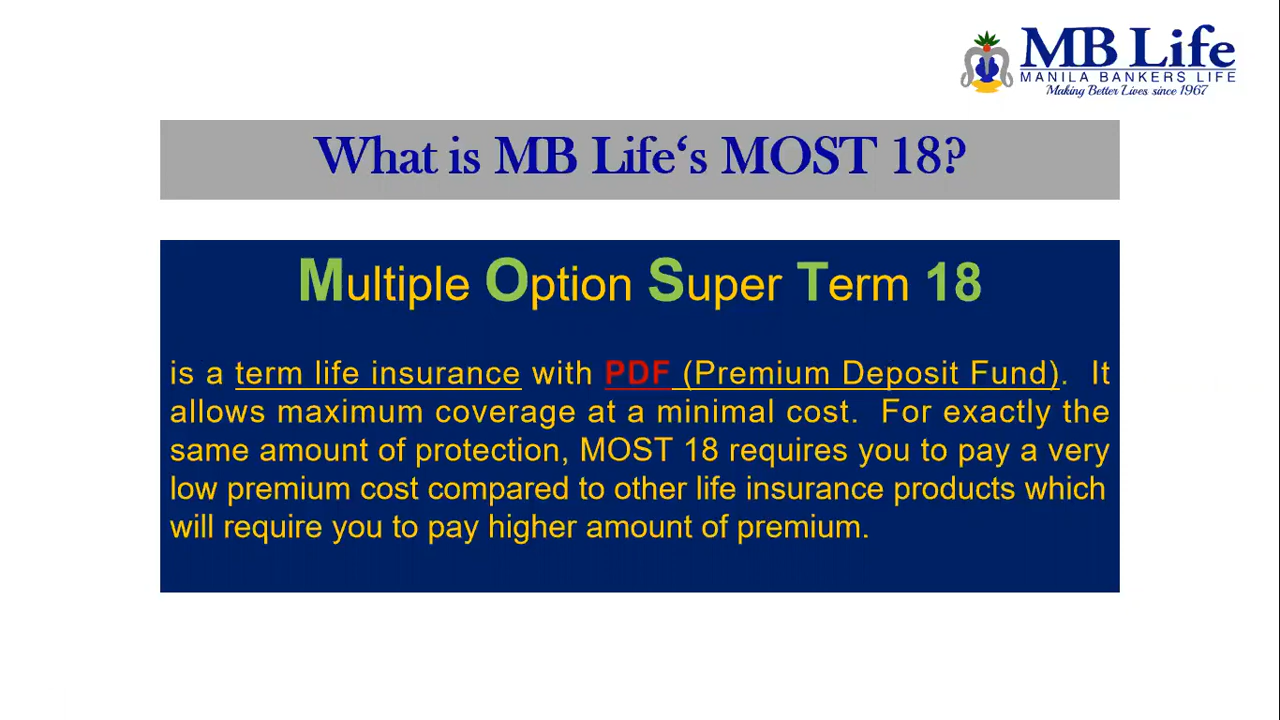 MB Life
MANILA BANKERS LIFE
Making Better Lives since 1967
What is MB Life‘s MOST 18?
Multiple Option Super Term 18
is a term life insurance with PDF (Premium Deposit Fund). It
allows maximum coverage at a minimal cost. For exactly the
same amount of protection, MOST 18 requires you to pay a very
low premium cost compared to other life insurance products which
will require you to pay higher amount of premium.